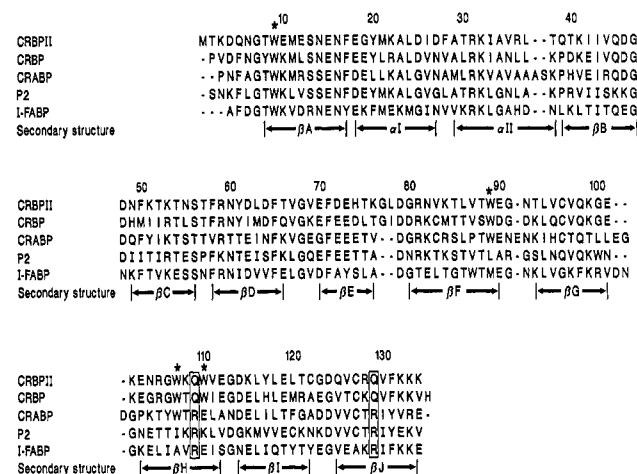 * 10 20 30 40
CRBPII MTKDQNGTWEMESNENFEGYMKALDIDFATRKIAVRL--TQTKIIVQDG
CRBP -PVDFNGYWKMLSNENFEEYLRALDVNVALRKIANLL--KPDKEIVQDG
CRABP --PNFAGTWKMRSSENFDELLKALGVNAMLRKVAVAAASKPHVEIRQDG
P2 -SNKFLGTWKLVSSENFDEYMKALGVGLATRKLGNLA--KPRVIISKKG
I-FABP ---AFDGTWKVDRNENYEKFMEKMGINVVKRKLGAHD--NLKLTITQEG
Secondary structure βA αI αII βB
50 60 70 80 * 90 100
CRBPII DNFKTKTNSTFRNYDLDFTVGVEFDEHTKGLDGRNVKTLVTWEG-NTLVCVQKGE--
CRBP DHMIIRTLSTFRNYIMDFQVGKEFEEDLTGIDDRKCMTTVSWDG-DKLQCVQKGE--
CRABP DQFYIKTSTTVRTTEINFKVGEGFEEETV--DGRKCRSLPTWENENKIHCTQTLLEG
P2 DIITIRTESPFKNTEISFKLGQEFEETTA--DNRKTKSTVTLAR-GSLNQVQKWN--
I-FABP NKFTVKESSNFRNIDVVFELGVDFAYSLA--DGTELTGTWTMEG-NKLVGKFKRVDN
Secondary structure βC βD βE βF βG
* 110 * 120 130
CRBPII -KENRGWKQWVEGDKLYLELTCGDQVCRQVFKKK
CRBP -KEGRGWTQWIEGDELHLEMRAEGVTCKQVFKKVH
CRABP DGPKTYWTRELANDELILTFGADDVVCTRIYVRE-
P2 -GNETTIKRKLVDGKMVVECKNKDVVCTRIYEKV
I-FABP -GKELIAVREISGNELIQTYTYEGVEAKRIFKKE
Secondary structure βH βI βJ